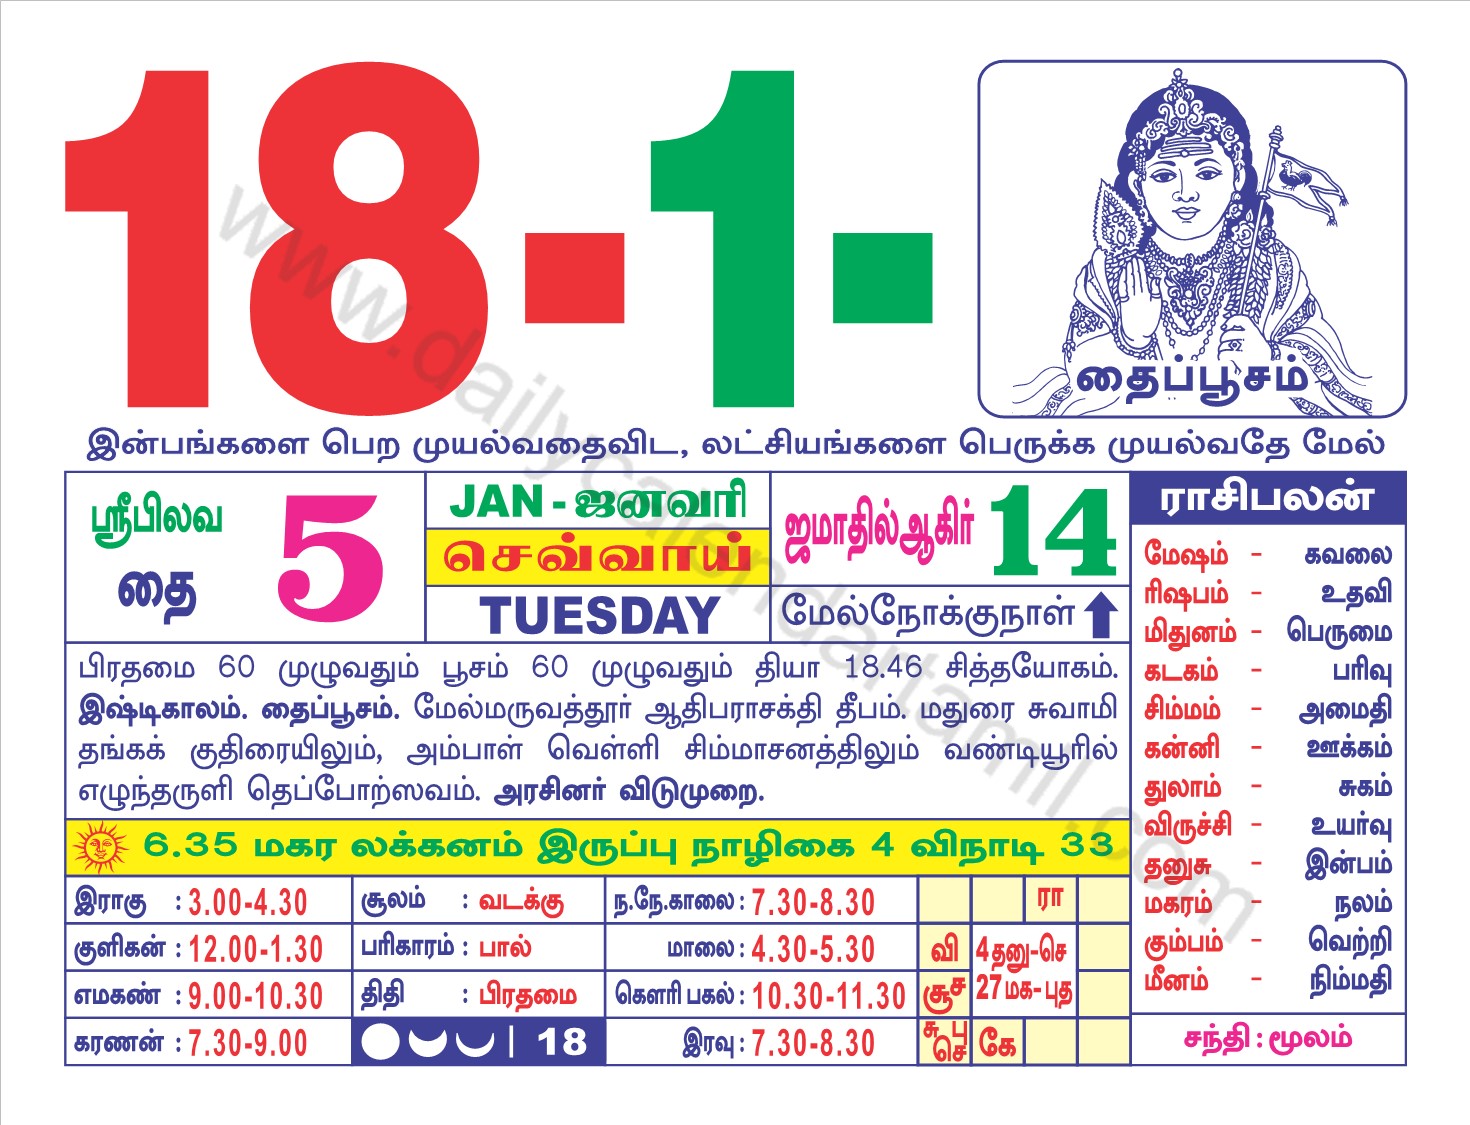 18-1-
தைப்பூசம்
இன்பங்களை பெற முயல்வதைவிட, லட்சியங்களை பெருக்க முயல்வதே மேல்
ஸ்ரீபிலவ
தை
5
JAN - ஜனவரி
செவ்வாய்
TUESDAY
ஜமாதில்ஆகிர் 14
மேல்நோக்குநாள்
பிரதமை 60 முழுவதும் பூசம் 60 முழுவதும் தியா 18.46 சித்தயோகம்.
இஷ்டிகாலம். தைப்பூசம். மேல்மருவத்தூர் ஆதிபராசக்தி தீபம். மதுரை சுவாமி
தங்கக் குதிரையிலும், அம்பாள் வெள்ளி சிம்மாசனத்திலும் வண்டியூரில்
எழுந்தருளி தெப்போற்ஸவம். அரசினர் விடுமுறை.
6.35 மகர லக்கனம் இருப்பு நாழிகை 4 விநாடி 33
இராகு : 3.00-4.30
குளிகன் : 12.00-1.30
எமகண் : 9.00-10.30
கரணன் : 7.30-9.00
சூலம் : வடக்கு
பரிகாரம் : பால்
திதி : பிரதமை
| 18
ந.நே.காலை : 7.30-8.30
மாலை : 4.30-5.30
கௌரி பகல் : 10.30-11.30
இரவு : 7.30-8.30
ரா
வி
4தனு-செ
சூச
27மக-புத
சு பு
செ
கே
ராசிபலன்
மேஷம் - கவலை
ரிஷபம் - உதவி
மிதுனம் - பெருமை
கடகம் - பரிவு
சிம்மம் - அமைதி
கன்னி - ஊக்கம்
துலாம் - சுகம்
விருச்சி - உயர்வு
தனுசு - இன்பம்
மகரம் - நலம்
கும்பம் - வெற்றி
மீனம் - நிம்மதி
சந்தி : மூலம்
www.dailycalendartamil.com